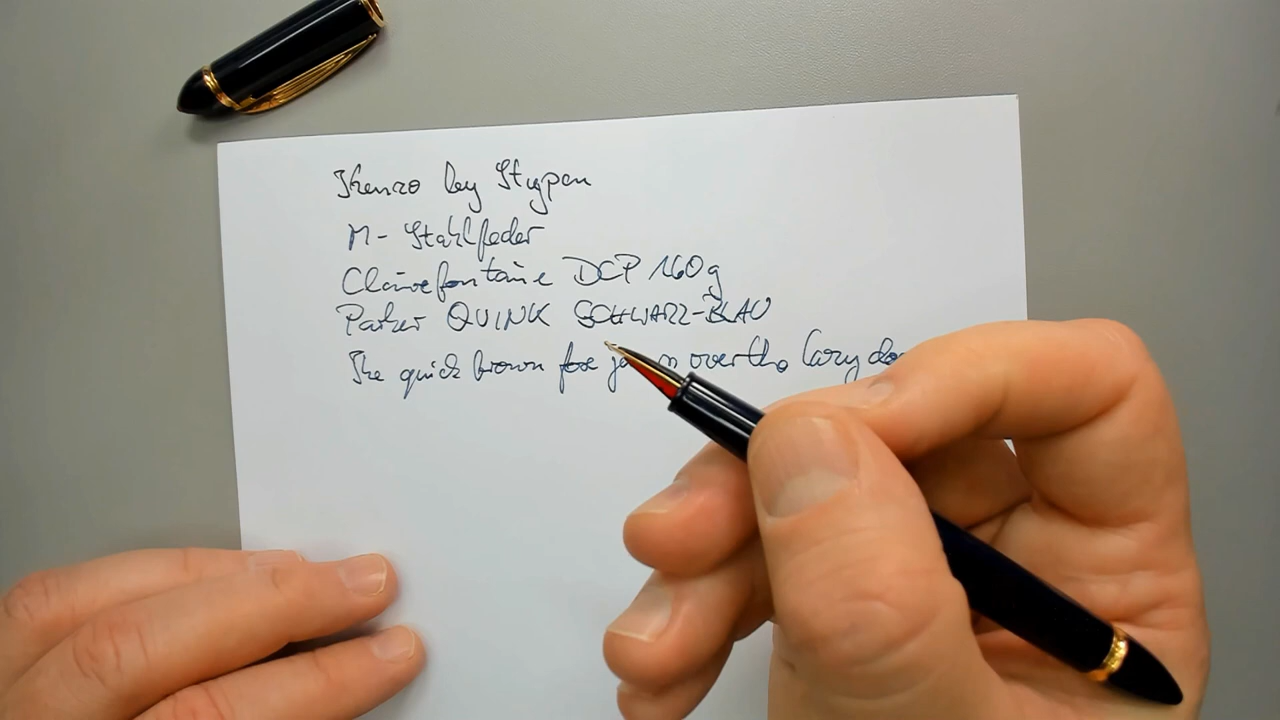 Kenzo by Stypen
M- Stahlfeder
Clairefontaine DCP 160g
Parker QUINK SCHWARZ-BLAU
The quick brown fox over the lazy